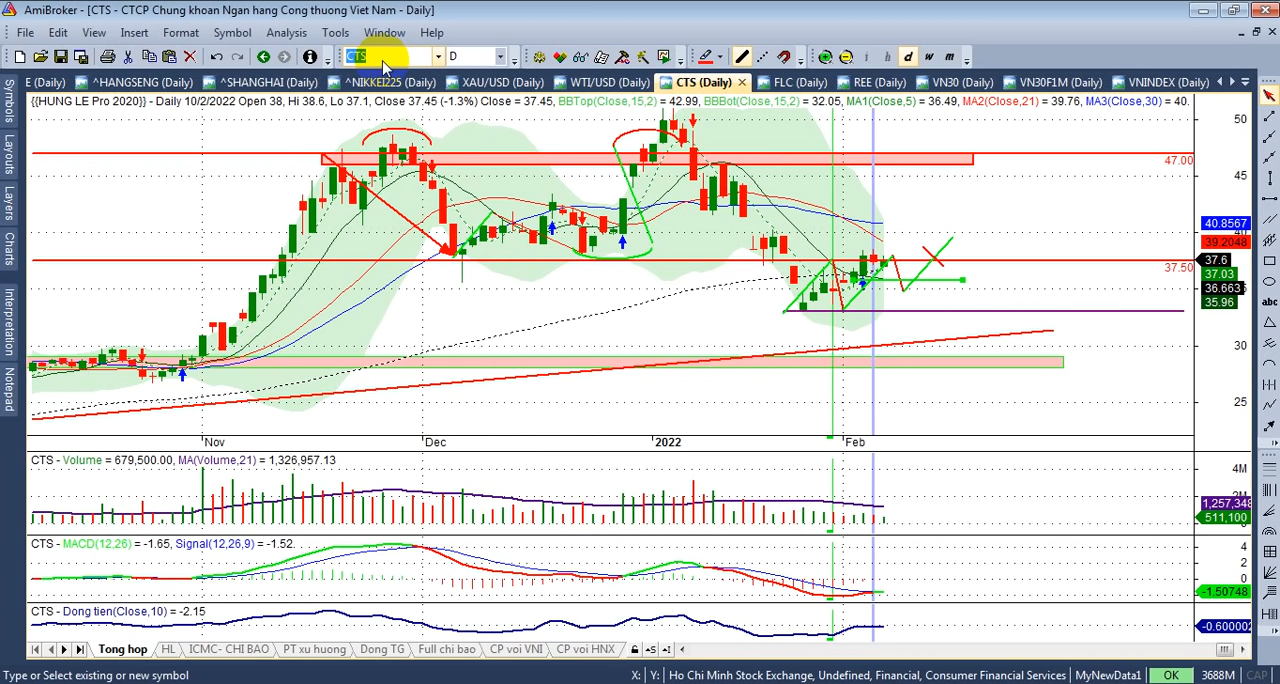 AmiBroker - [CTS - CTCP Chung khoan Ngan hang Cong thuong Viet Nam - Daily]
File Edit View Insert Format Symbol Analysis Tools Window Help
CTS D i h d w m
E (Daily) ^HANGSENG (Daily) ^SHANGHAI (Daily) ^NIKKEI225 (Daily) XAU/USD (Daily) WTI/USD (Daily) CTS (Daily) FLC (Daily) REE (Daily) VN30 (Daily) VN30F1M (Daily) VNINDEX (Daily)
{{HUNG LE Pro 2020}} - Daily 10/2/2022 Open 38, Hi 38.6, Lo 37.1, Close 37.45 (-1.3%) Close = 37.45, BBTop(Close,15,2) = 42.99, BBBot(Close,15,2) = 32.05, MA1(Close,5) = 36.49, MA2(Close,21) = 39.76, MA3(Close,30) = 40.
Symbols
Layouts
Layers
Charts
Interpretation
Notepad
abc
50
47.00
45
40.8567
39.2048
37.6
37.50
37.03
36.663
35.96
30
25
Nov Dec 2022 Feb
CTS - Volume = 679,500.00, MA(Volume,21) = 1,326,957.13
4M
1,257,348
511,100
CTS - MACD(12,26) = -1.65, Signal(12,26,9) = -1.52
4
2
0
-1.50748
CTS - Dong tien(Close,10) = -2.15
-0.600002
Tong hop HL ICMC- CHI BAO PT xu huong Dong TG Full chi bao CP voi VNI CP voi HNX
Type or Select existing or new symbol X: Y: Ho Chi Minh Stock Exchange, Undefined, Financial, Consumer Financial Services MyNewData1 OK 3688M CAP